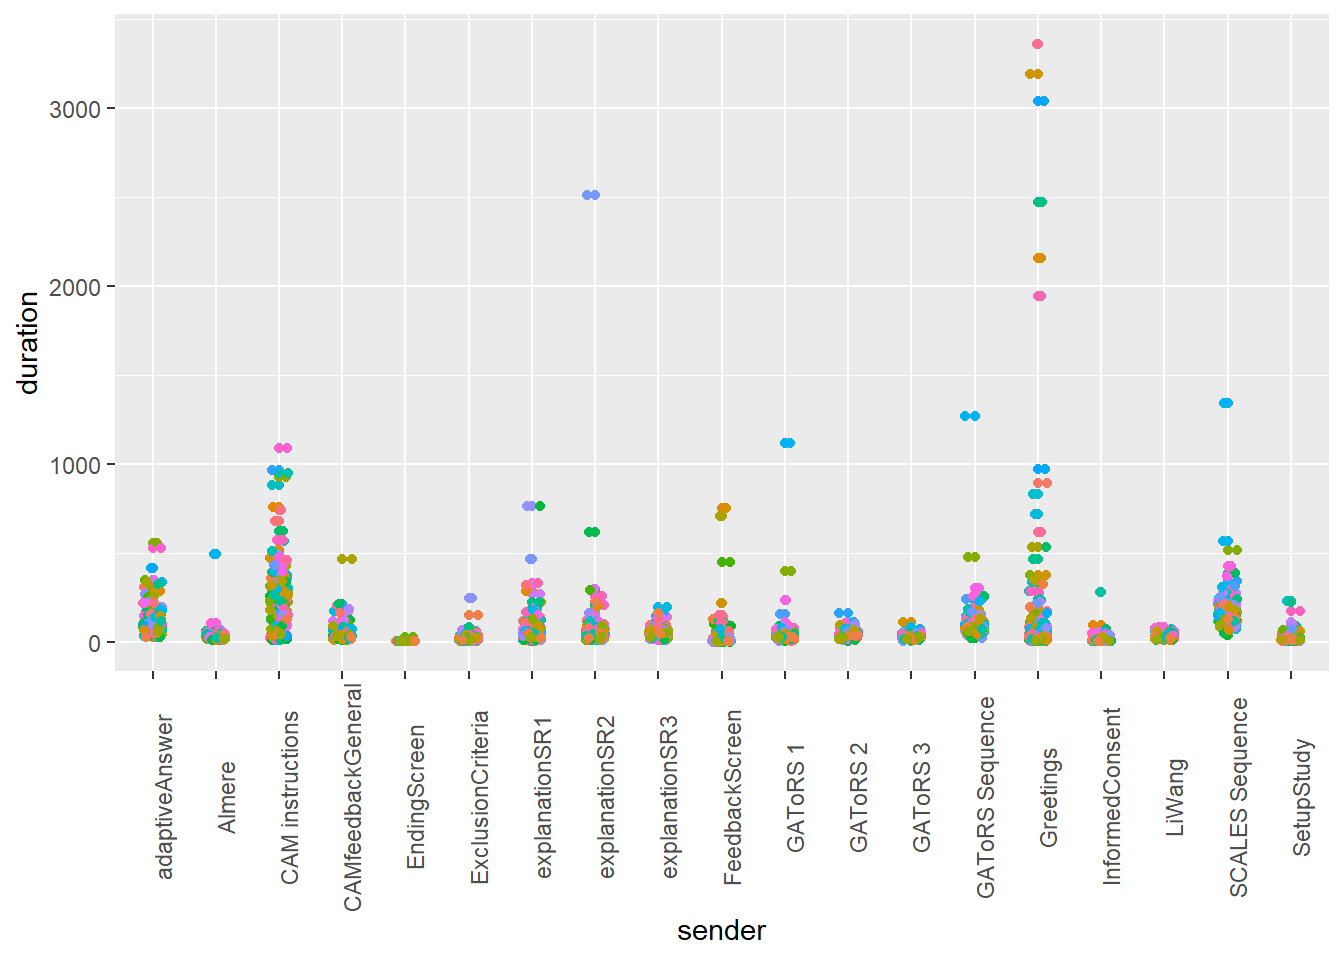 3000
2000
1000
0
duration
adaptiveAnswer
Almere
CAM instructions
CAMfeedbackGeneral
EndingScreen
ExclusionCriteria
explanationSR1
explanationSR2
explanationSR3
FeedbackScreen
GAToRS 1
GAToRS 2
GAToRS 3
GAToRS Sequence
Greetings
InformedConsent
LiWang
SCALES Sequence
SetupStudy
sender